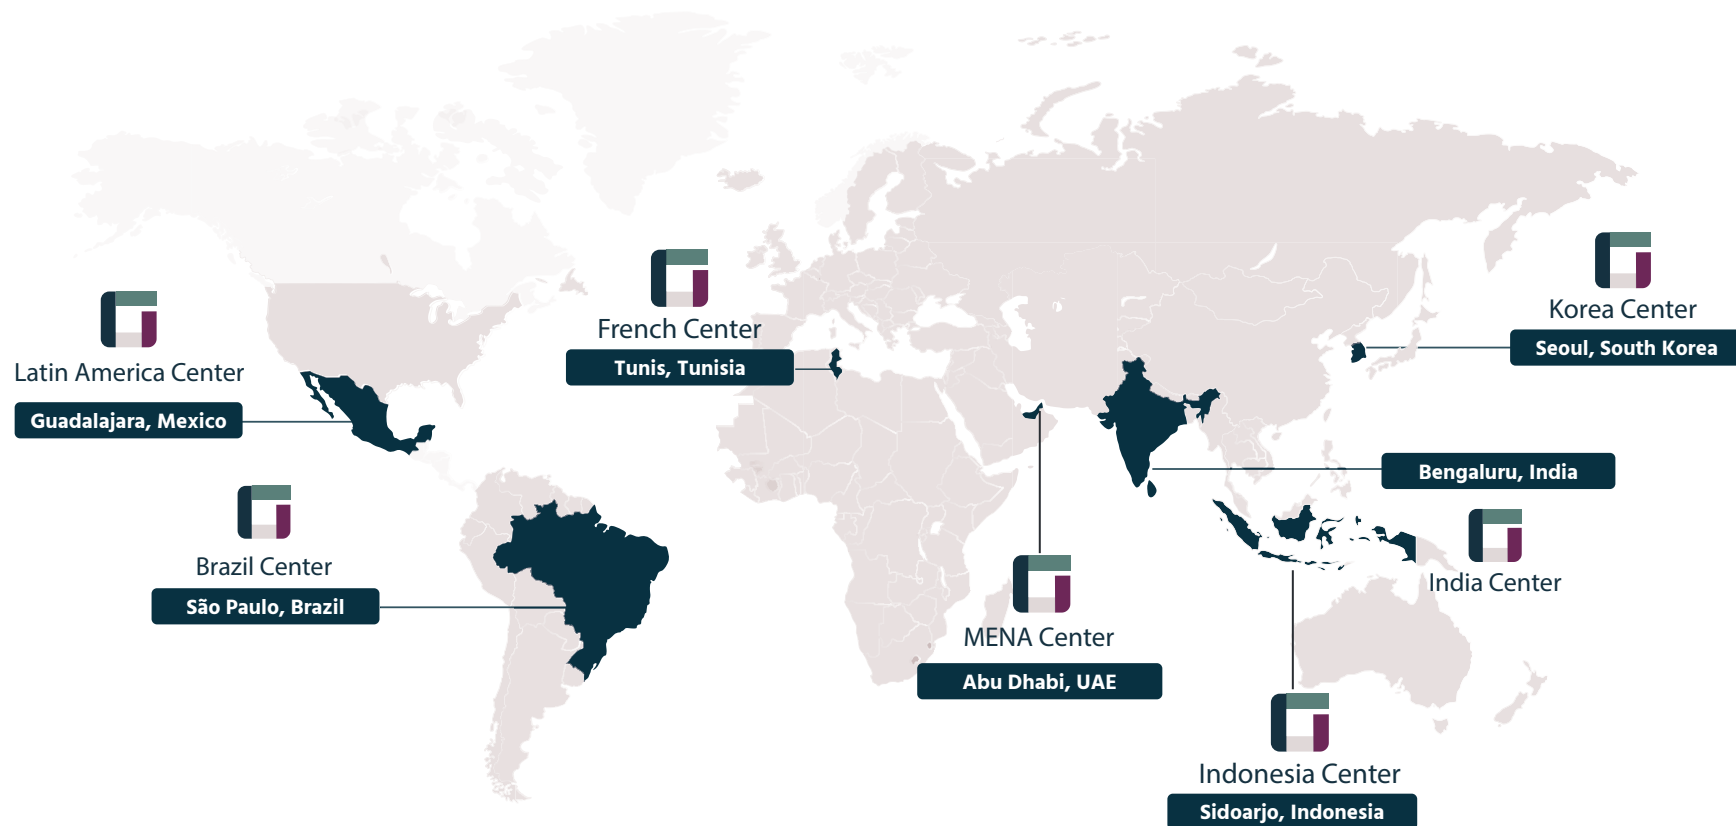 Korea Center
Seoul, South Korea
French Center
Tunis, Tunisia
Latin America Center
Guadalajara, Mexico
Bengaluru, India
India Center
Brazil Center
São Paulo, Brazil
MENA Center
Abu Dhabi, UAE
Indonesia Center
Sidoarjo, Indonesia